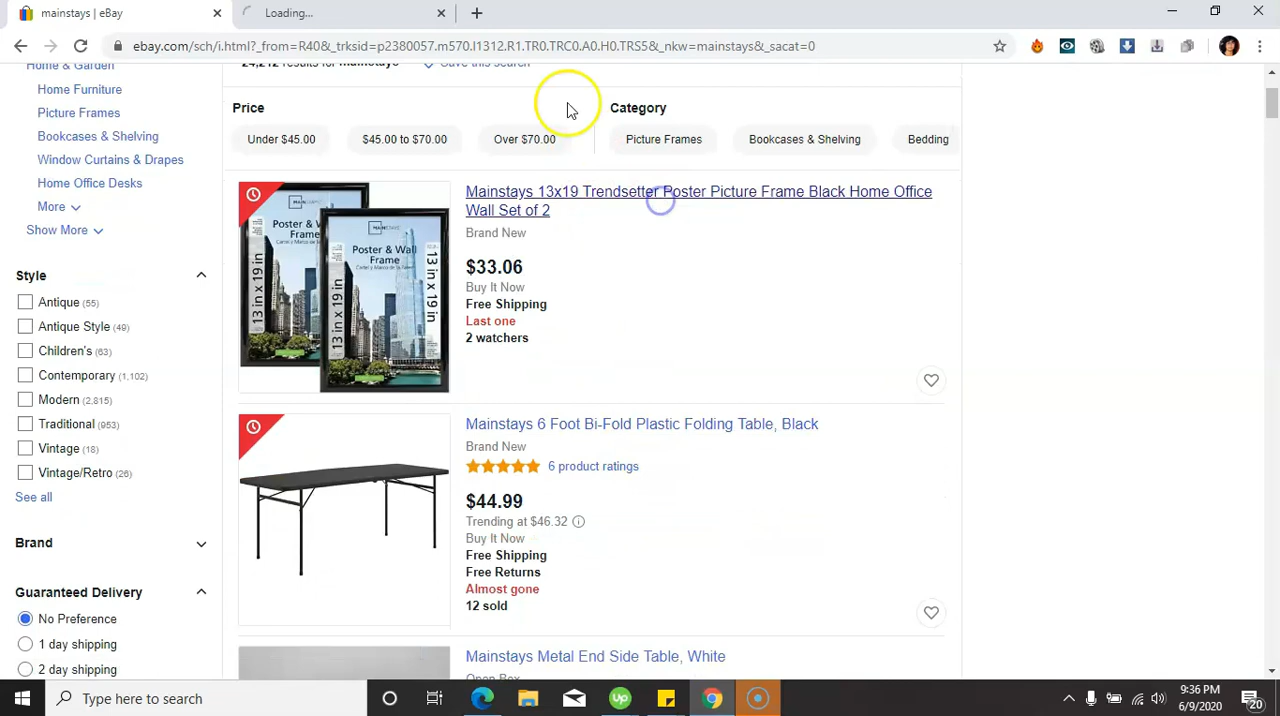 mainstays | eBay
Loading...
ebay.com/sch/i.html?_from=R40&_trksid=p2380057.m570.l1312.R1.TR0.TRC0.A0.H0.TRS5&_nkw=mainstays&_sacat=0
Home & Garden
Home Furniture
Picture Frames
Bookcases & Shelving
Window Curtains & Drapes
Home Office Desks
More
Show More
Style
Antique (55)
Antique Style (49)
Children's (63)
Contemporary (1,102)
Modern (2,815)
Traditional (953)
Vintage (18)
Vintage/Retro (26)
See all
Brand
Guaranteed Delivery
No Preference
1 day shipping
2 day shipping
24,212 results for mainstays
Save this search
Price
Category
Under $45.00
$45.00 to $70.00
Over $70.00
Picture Frames
Bookcases & Shelving
Bedding
Poster & Wall Frame
13 in x 19 in
Mainstays 13x19 Trendsetter Poster Picture Frame Black Home Office
Wall Set of 2
Brand New
$33.06
Buy It Now
Free Shipping
Last one
2 watchers
Mainstays 6 Foot Bi-Fold Plastic Folding Table, Black
Brand New
6 product ratings
$44.99
Trending at $46.32
Buy It Now
Free Shipping
Free Returns
Almost gone
12 sold
Mainstays Metal End Side Table, White
Open Box
Type here to search
9:36 PM
6/9/2020
20